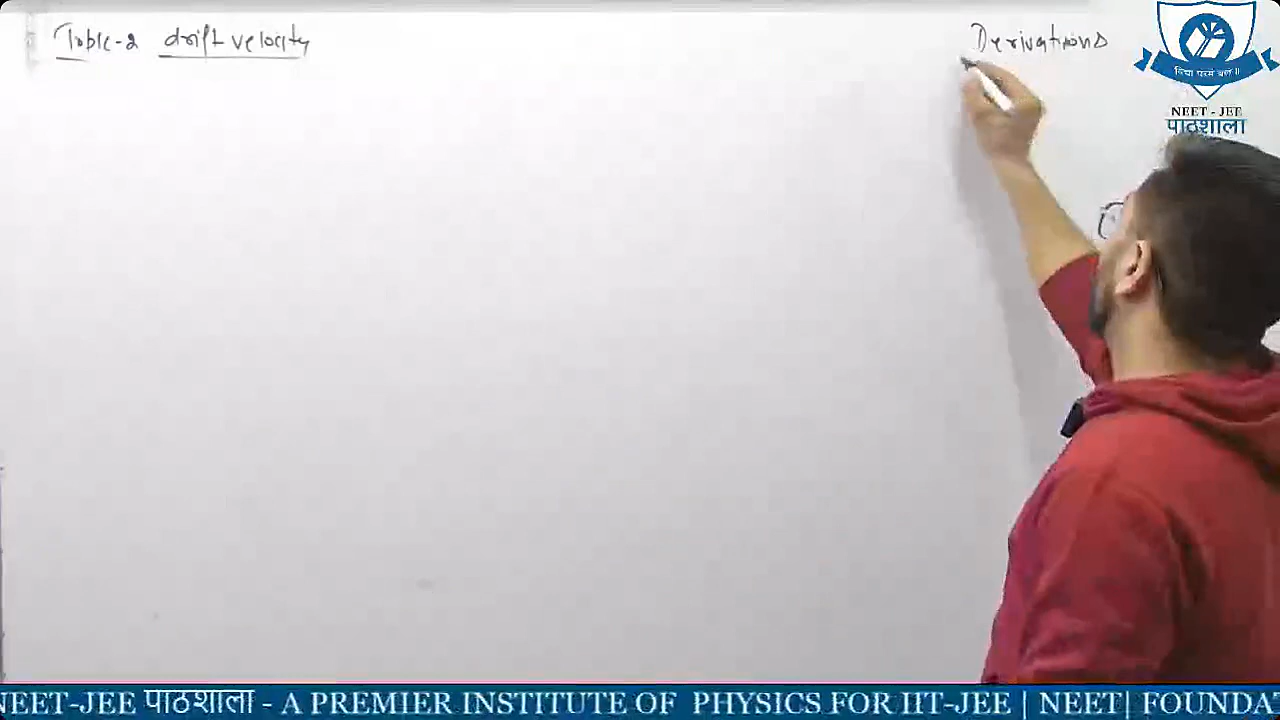 Topic-2 drift velocity
Derivations
विद्या परमं बलम ॥
NEET - JEE
पाठशाला
NEET-JEE पाठशाला - A PREMIER INSTITUTE OF PHYSICS FOR IIT-JEE | NEET| FOUNDAT